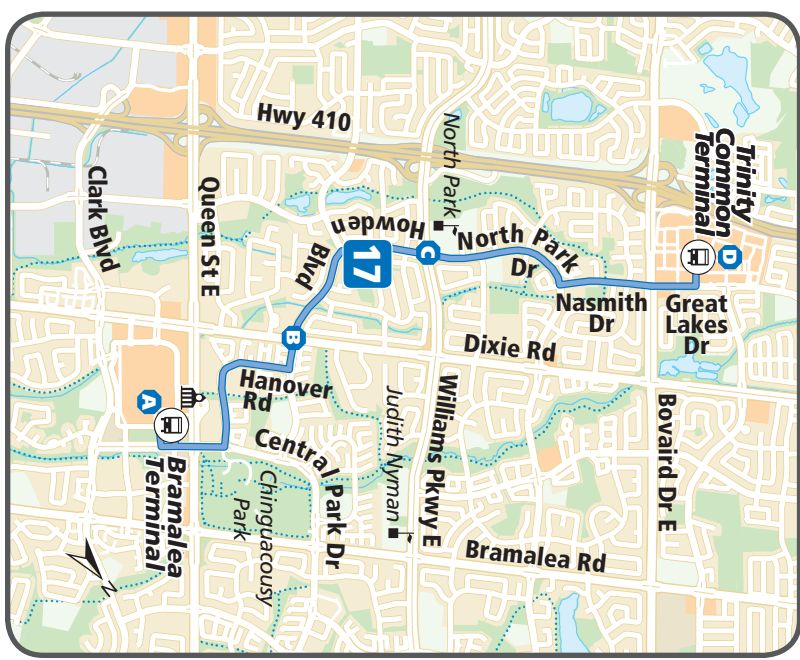 Hwy 410
North Park
Trinity
Common
Terminal
D
Clark Blvd
Queen St E
Howden
Blvd
17
C
North Park
Dr
Nasmith
Dr
Great
Lakes
Dr
B
Dixie Rd
Hanover
Rd
A
Williams Pkwy E
Judith Nyman
Bovaird Dr E
Central Park Dr
Chinguacousy
Park
Bramalea
Terminal
Bramalea Rd
N